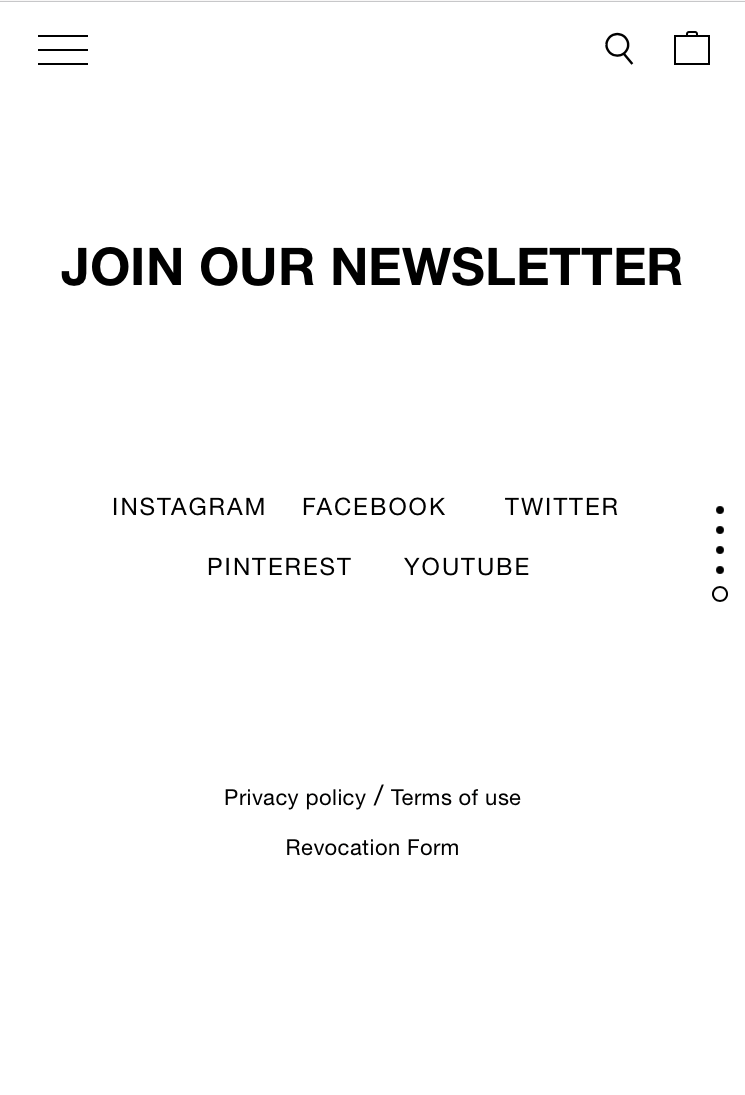 JOIN OUR NEWSLETTER
INSTAGRAM FACEBOOK TWITTER
PINTEREST YOUTUBE
Privacy policy / Terms of use
Revocation Form